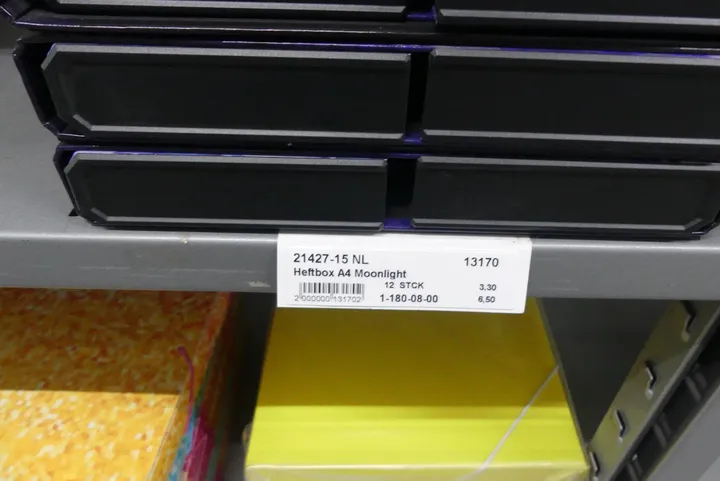 21427-15 NL 13170
Heftbox A4 Moonlight
12 STCK 3,30
2 000000 131702 1-180-08-00 6,50